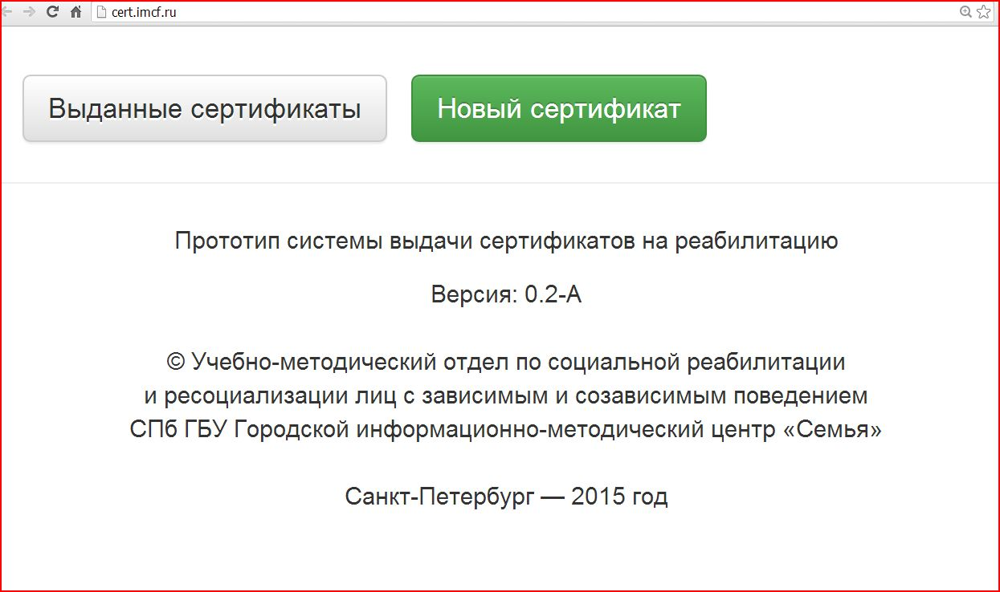 cert.imcf.ru
Выданные сертификаты
Новый сертификат
Прототип системы выдачи сертификатов на реабилитацию
Версия: 0.2-А
© Учебно-методический отдел по социальной реабилитации
и ресоциализации лиц с зависимым и созависимым поведением
СПб ГБУ Городской информационно-методический центр «Семья»
Санкт-Петербург — 2015 год